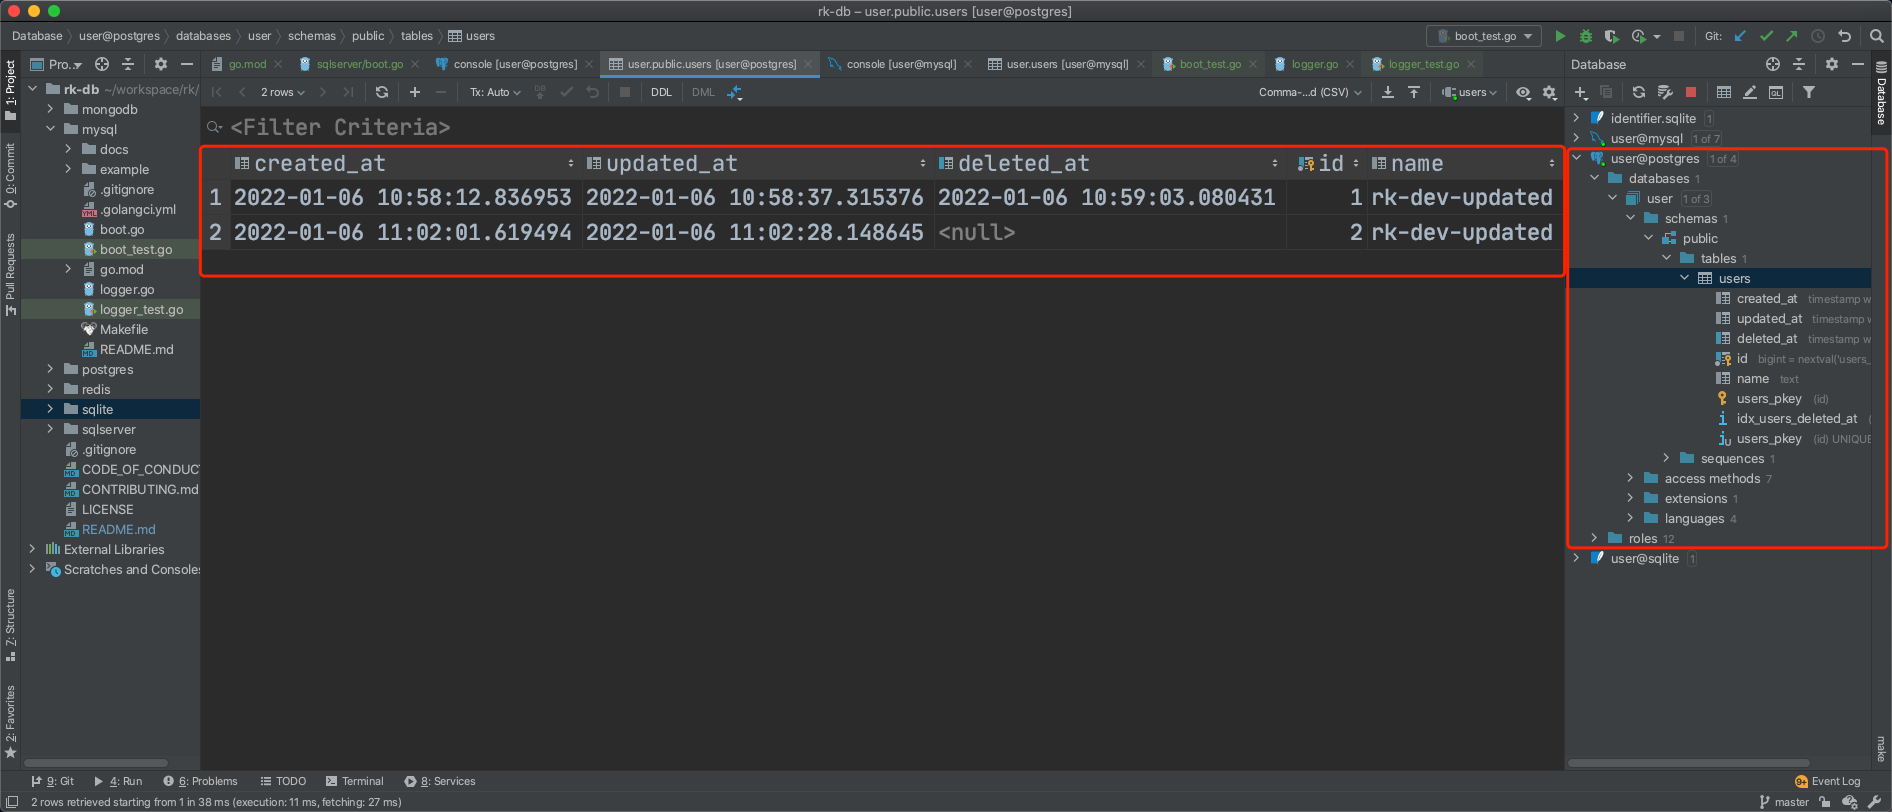 rk-db – user.public.users [user@postgres]
Database user@postgres databases user schemas public tables users
boot_test.go Git:
1: Project
0: Commit
Pull Requests
Z: Structure
2: Favorites
Pro..
rk-db ~/workspace/rk/
mongodb
mysql
docs
example
.gitignore
.golangci.yml
boot.go
boot_test.go
go.mod
logger.go
logger_test.go
Makefile
README.md
postgres
redis
sqlite
sqlserver
.gitignore
CODE_OF_CONDUCT
CONTRIBUTING.md
LICENSE
README.md
External Libraries
Scratches and Consoles
go.mod sqlserver/boot.go console [user@postgres] user.public.users [user@postgres] console [user@mysql] user.users [user@mysql] boot_test.go logger.go logger_test.go
2 rows Tx: Auto DDL DML Comma-...d (CSV) users
<Filter Criteria>
created_at updated_at deleted_at id name
1 2022-01-06 10:58:12.836953 2022-01-06 10:58:37.315376 2022-01-06 10:59:03.080431 1 rk-dev-updated
2 2022-01-06 11:02:01.619494 2022-01-06 11:02:28.148645 <null> 2 rk-dev-updated
Database
identifier.sqlite 1
user@mysql 1 of 7
user@postgres 1 of 4
databases 1
user 1 of 3
schemas 1
public
tables 1
users
created_at timestamp w
updated_at timestamp w
deleted_at timestamp w
id bigint = nextval('users_
name text
users_pkey (id)
idx_users_deleted_at (
users_pkey (id) UNIQUE
sequences 1
access methods 7
extensions 1
languages 4
roles 12
user@sqlite 1
Database
make
9: Git 4: Run 6: Problems TODO Terminal 8: Services 9+ Event Log
2 rows retrieved starting from 1 in 38 ms (execution: 11 ms, fetching: 27 ms) master